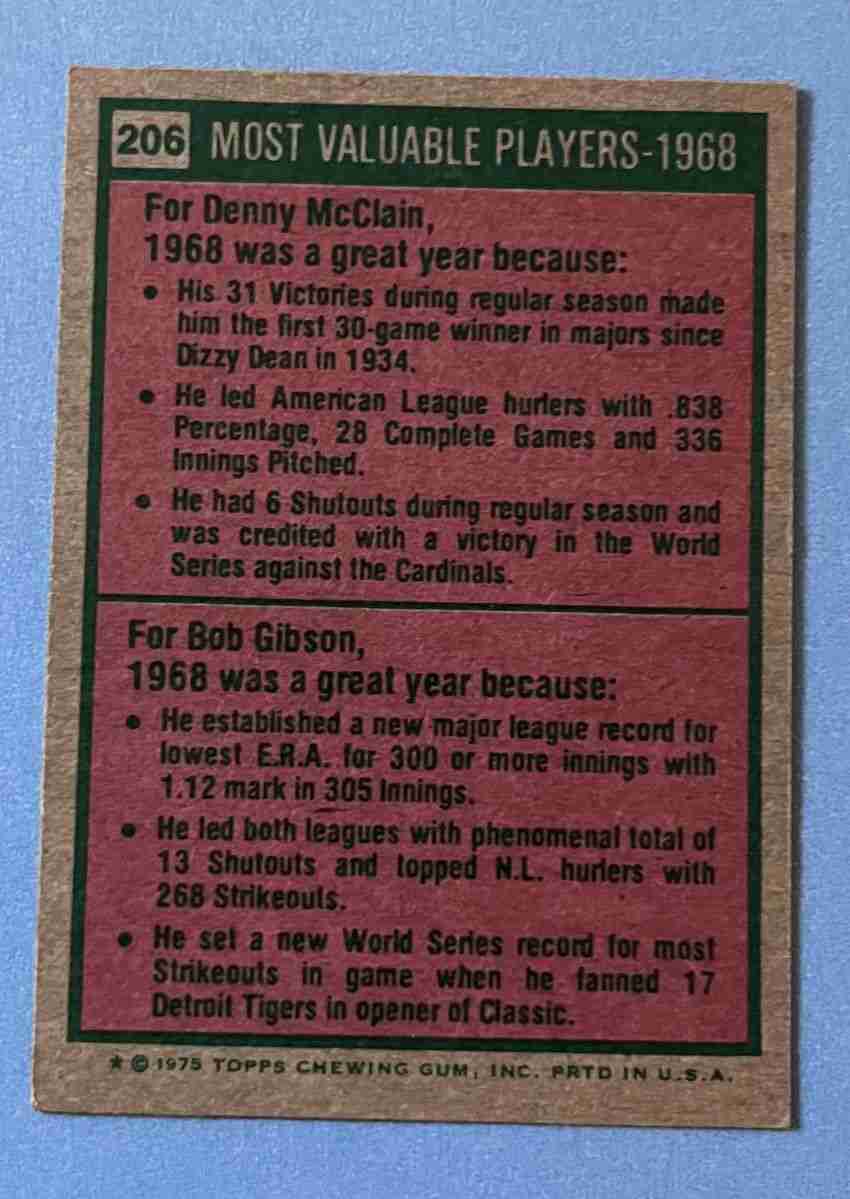 206 MOST VALUABLE PLAYERS-1968
For Denny McClain,
1968 was a great year because:
• His 31 Victories during regular season made
him the first 30-game winner in majors since
Dizzy Dean in 1934.
• He led American League hurlers with .838
Percentage, 28 Complete Games and 336
Innings Pitched.
• He had 6 Shutouts during regular season and
was credited with a victory in the World
Series against the Cardinals.
For Bob Gibson,
1968 was a great year because:
• He established a new major league record for
lowest E.R.A. for 300 or more innings with
1.12 mark in 305 Innings.
• He led both leagues with phenomenal total of
13 Shutouts and topped N.L. hurlers with
268 Strikeouts.
• He set a new World Series record for most
Strikeouts in game when he fanned 17
Detroit Tigers in opener of Classic.
* © 1975 TOPPS CHEWING GUM, INC. PRTD IN U.S.A.